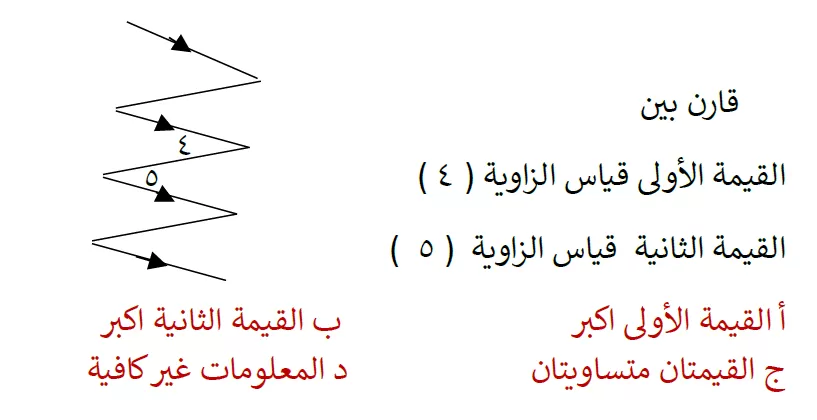 قارن بين
٤
القيمة الأولى قياس الزاوية ( ٤ )
٥
القيمة الثانية قياس الزاوية ( ٥ )
أ القيمة الأولى اكبر ب القيمة الثانية اكبر
ج القيمتان متساويتان د المعلومات غير كافية